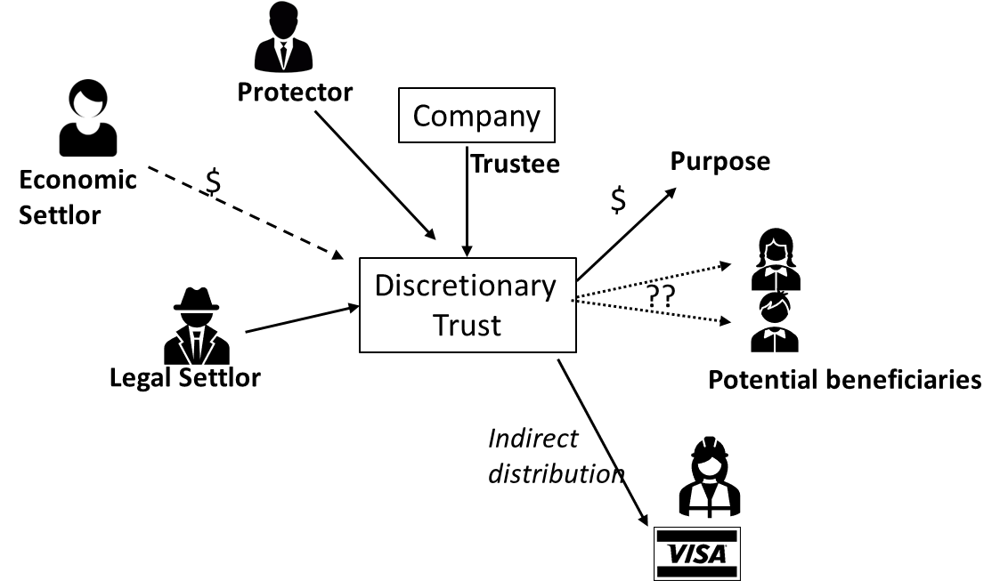 Protector
Company
Trustee
Purpose
Economic
Settlor
$
$
Discretionary
Trust
??
Legal Settlor
Potential beneficiaries
Indirect
distribution
VISA